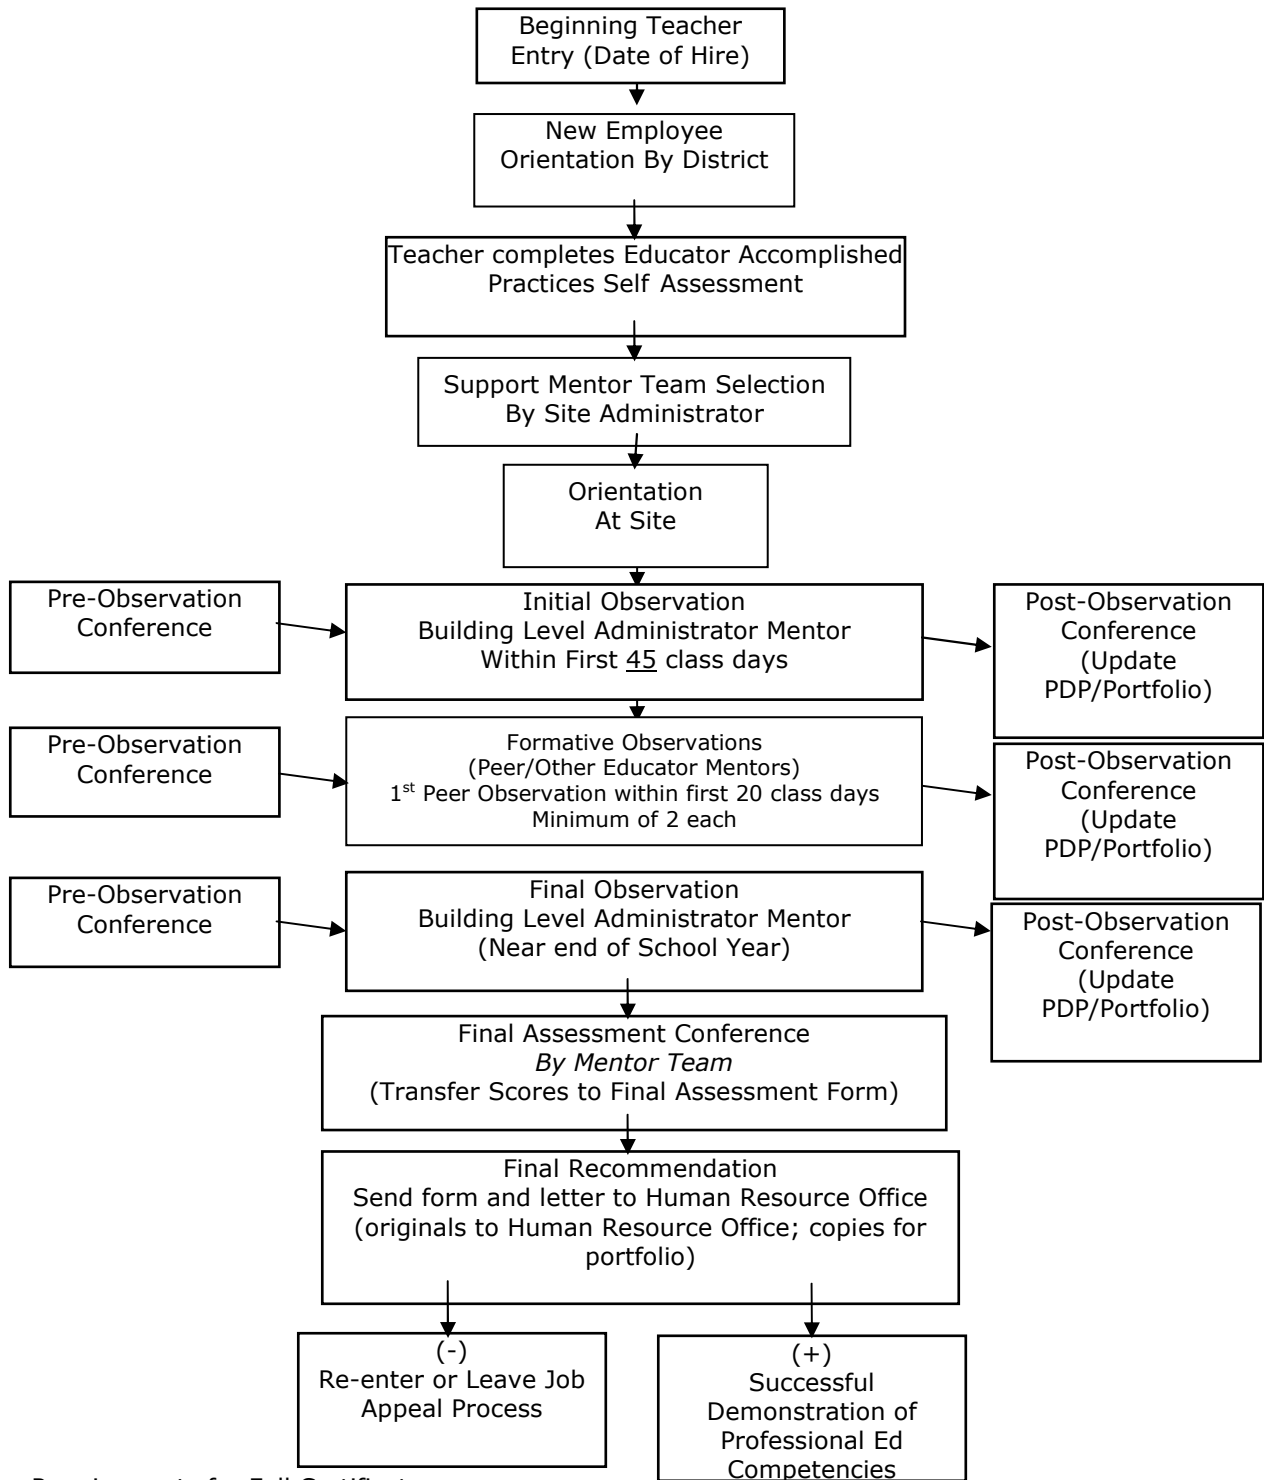 Beginning Teacher
Entry (Date of Hire)
New Employee
Orientation By District
Teacher completes Educator Accomplished
Practices Self Assessment
Support Mentor Team Selection
By Site Administrator
Orientation
At Site
Pre-Observation
Conference
Initial Observation
Building Level Administrator Mentor
Within First 45 class days
Post-Observation
Conference
(Update
PDP/Portfolio)
Pre-Observation
Conference
Formative Observations
(Peer/Other Educator Mentors)
1st Peer Observation within first 20 class days
Minimum of 2 each
Post-Observation
Conference
(Update
PDP/Portfolio)
Pre-Observation
Conference
Final Observation
Building Level Administrator Mentor
(Near end of School Year)
Post-Observation
Conference
(Update
PDP/Portfolio)
Final Assessment Conference
By Mentor Team
(Transfer Scores to Final Assessment Form)
Final Recommendation
Send form and letter to Human Resource Office
(originals to Human Resource Office; copies for
portfolio)
(-)
Re-enter or Leave Job
Appeal Process
(+)
Successful
Demonstration of
Professional Ed
Competencies